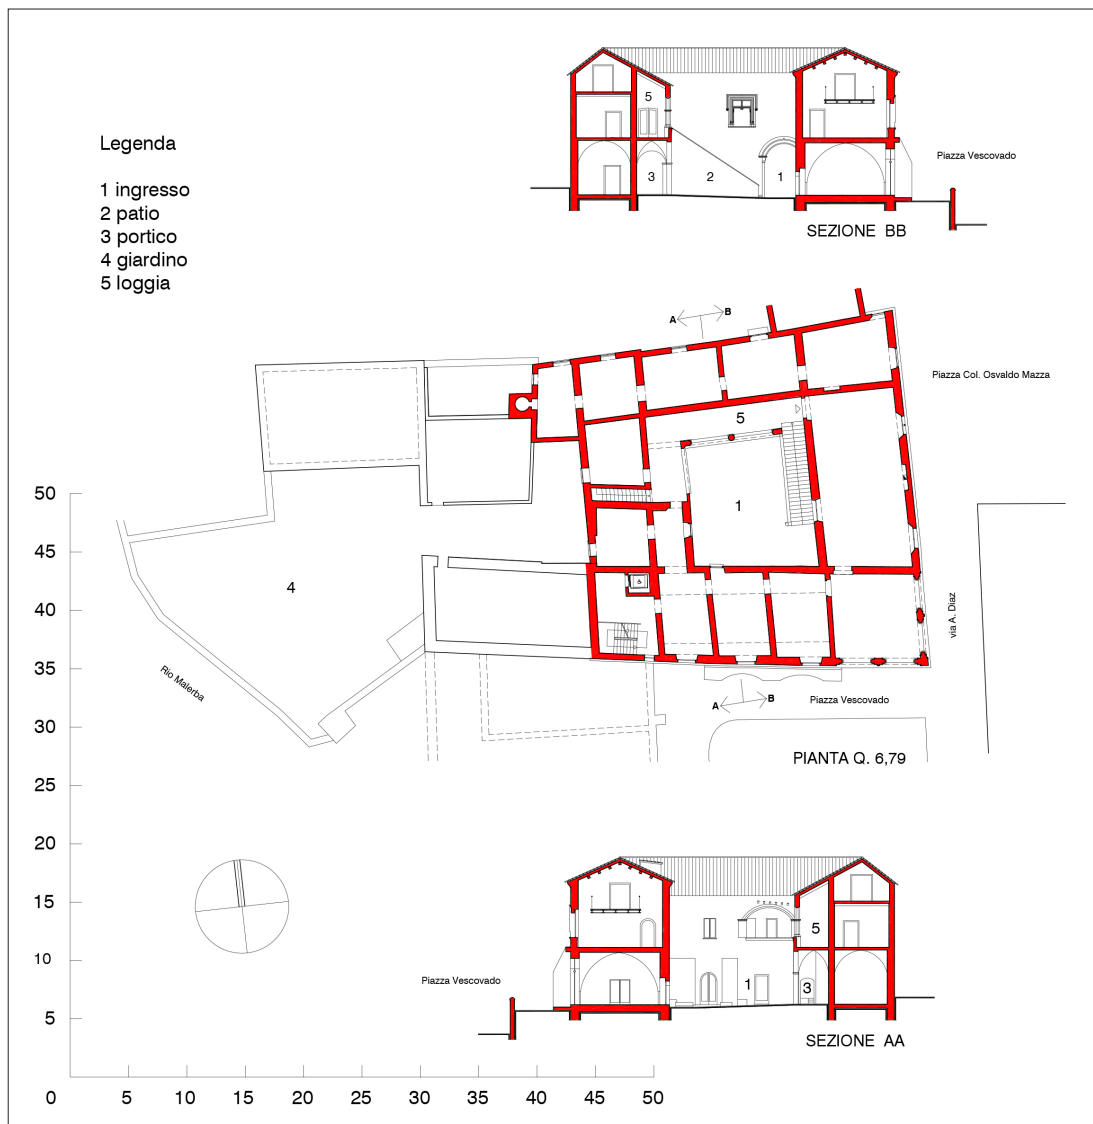 Legenda
1 ingresso
2 patio
3 portico
4 giardino
5 loggia
5
3
2
1
Piazza Vescovado
SEZIONE BB
A B
Piazza Col. Osvaldo Mazza
5
1
4
via A. Diaz
Rio Malerba
A B
Piazza Vescovado
PIANTA Q. 6,79
50
45
40
35
30
25
20
15
10
5
5
1
3
Piazza Vescovado
SEZIONE AA
0 5 10 15 20 25 30 35 40 45 50